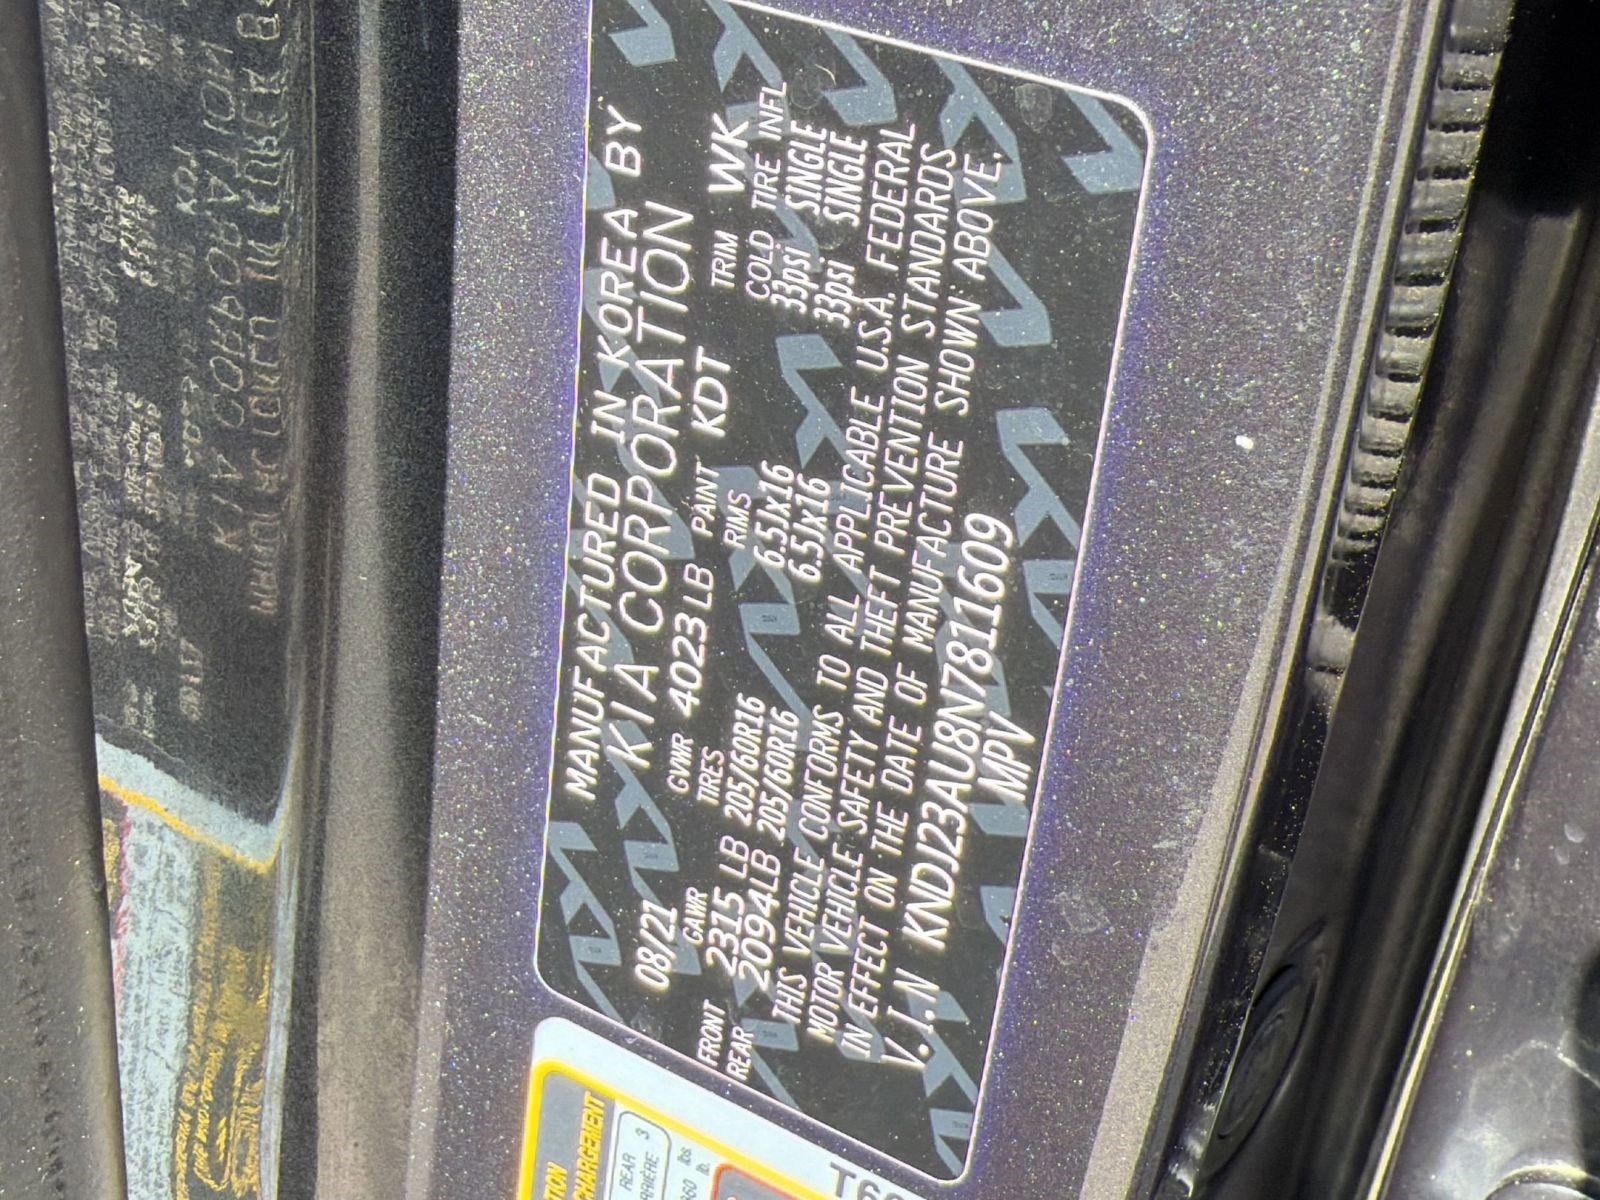 MANUFACTURED IN KOREA BY
KIA CORPORATION
08/21 GVWR 4023 LB PAINT KDT TRIM WK
GAWR TIRES RIMS COLD TIRE INFL
FRONT 2315 LB 205/60R16 6.5Jx16 33psi SINGLE
REAR 2094LB 205/60R16 6.5Jx16 33psi SINGLE
THIS VEHICLE CONFORMS TO ALL APPLICABLE U.S.A. FEDERAL
MOTOR VEHICLE SAFETY AND THEFT PREVENTION STANDARDS
IN EFFECT ON THE DATE OF MANUFACTURE SHOWN ABOVE.
V.I.N KNDJ23AU8N7811609
MPV
REAR 3